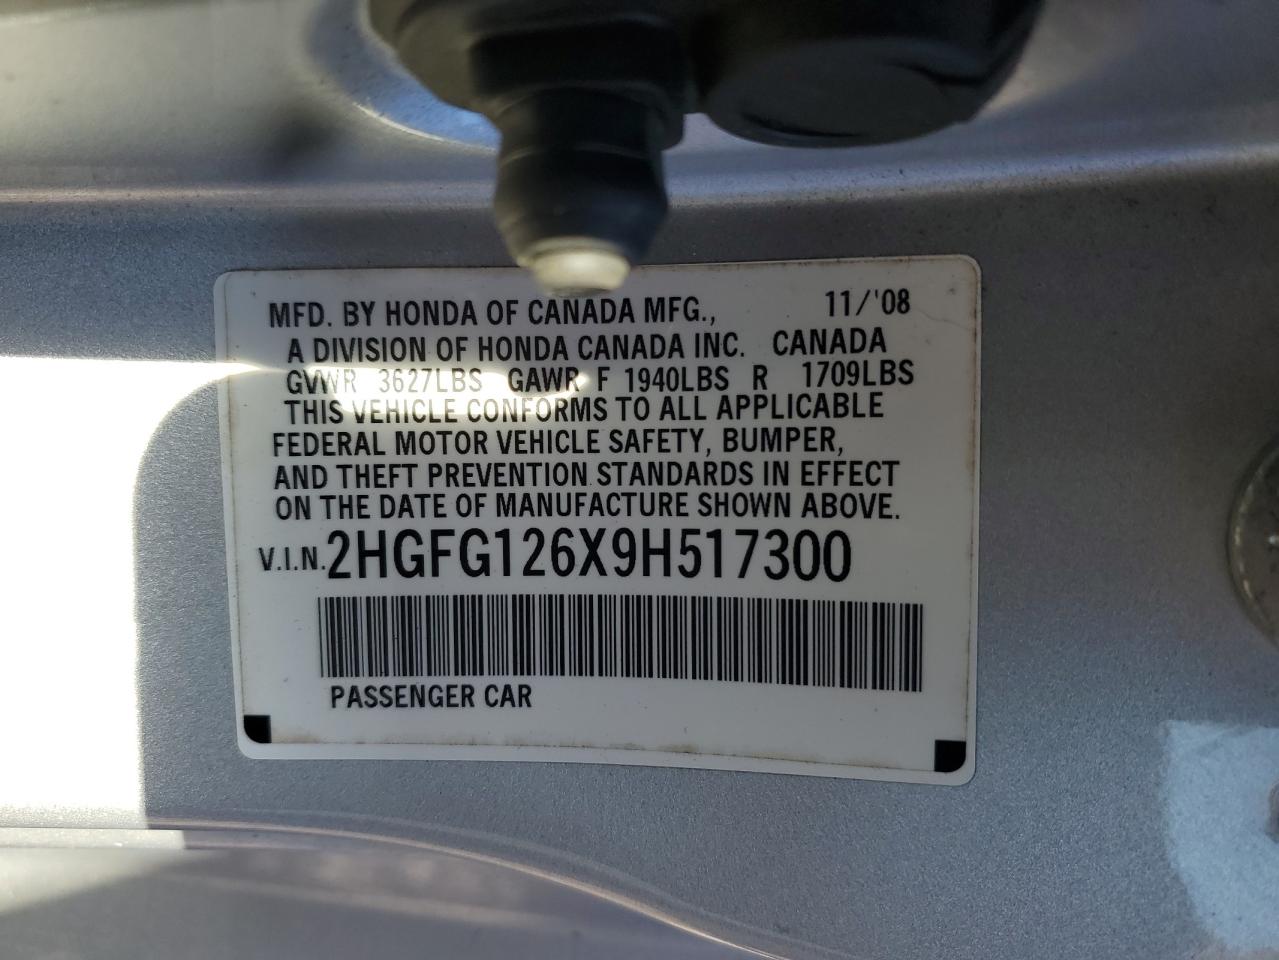 MFD. BY HONDA OF CANADA MFG., 11/'08
A DIVISION OF HONDA CANADA INC. CANADA
GVWR 3627LBS GAWR F 1940LBS R 1709LBS
THIS VEHICLE CONFORMS TO ALL APPLICABLE
FEDERAL MOTOR VEHICLE SAFETY, BUMPER,
AND THEFT PREVENTION STANDARDS IN EFFECT
ON THE DATE OF MANUFACTURE SHOWN ABOVE.
V.I.N. 2HGFG126X9H517300
PASSENGER CAR